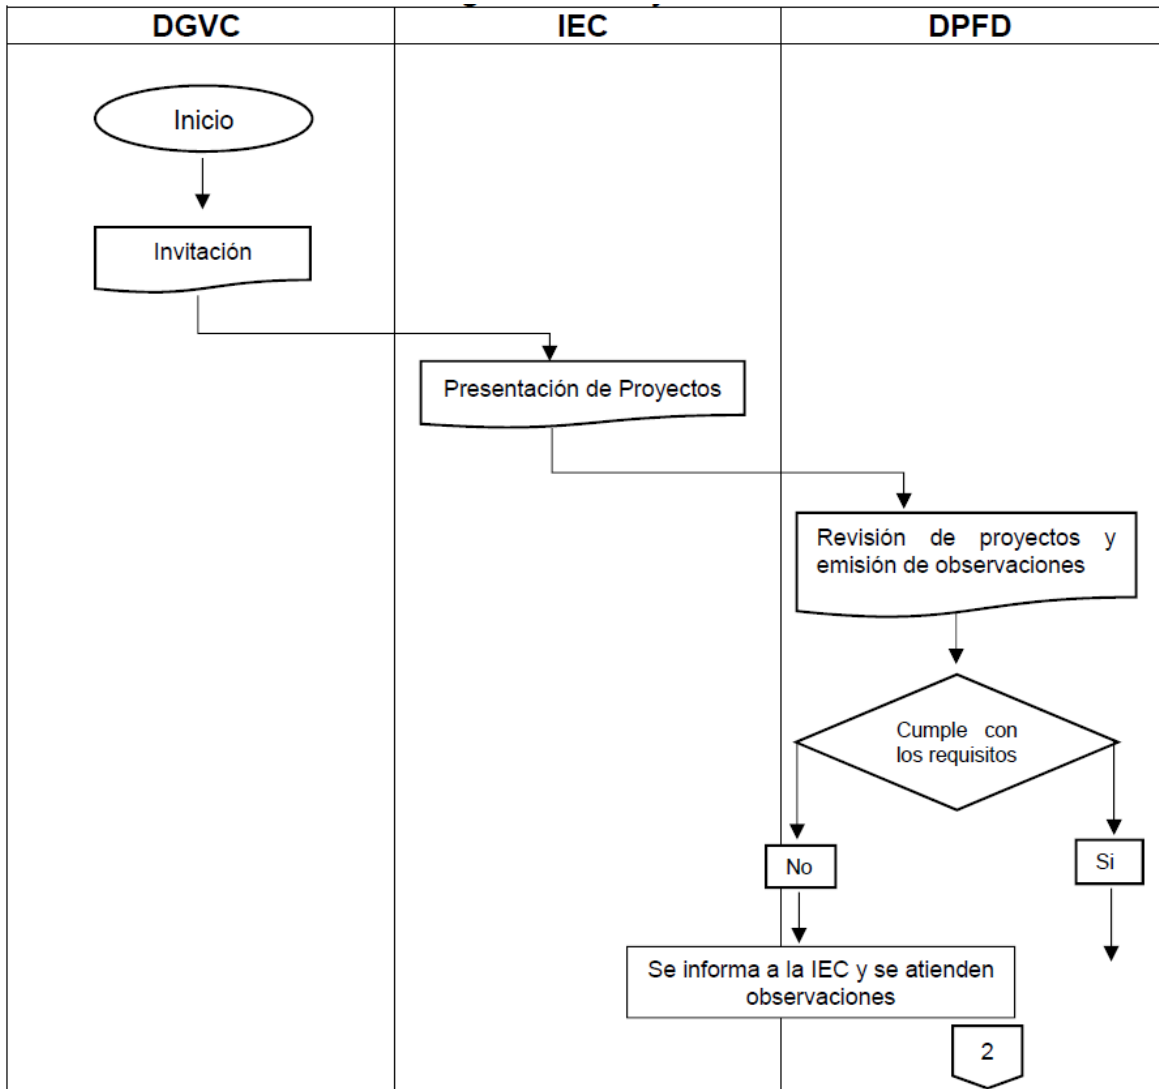 DGVC
IEC
DPFD
Inicio
Invitación
Presentación de Proyectos
Revisión de proyectos y
emisión de observaciones
Cumple con
los requisitos
No
Si
Se informa a la IEC y se atienden
observaciones
2